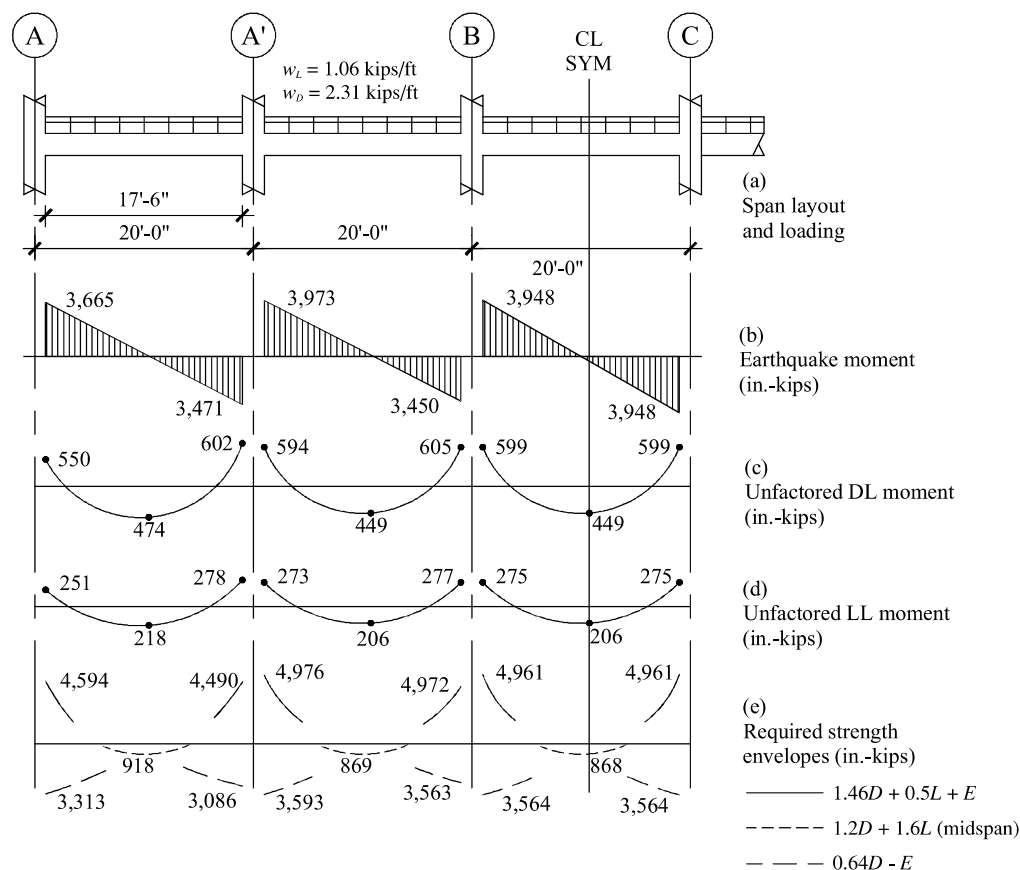 A A' B C
CL
SYM
w_L = 1.06 kips/ft
w_D = 2.31 kips/ft
(a)
Span layout
and loading
17'-6"
20'-0" 20'-0"
20'-0"
3,665 3,973 3,948
(b)
Earthquake moment
(in.-kips)
3,471 3,450 3,948
550 602 594 605 599 599
(c)
Unfactored DL moment
(in.-kips)
474 449 449
251 278 273 277 275 275
(d)
Unfactored LL moment
(in.-kips)
218 206 206
4,594 4,490 4,976 4,972 4,961 4,961
(e)
Required strength
envelopes (in.-kips)
918 869 868
3,313 3,086 3,593 3,563 3,564 3,564
1.46D + 0.5L + E
1.2D + 1.6L (midspan)
0.64D - E